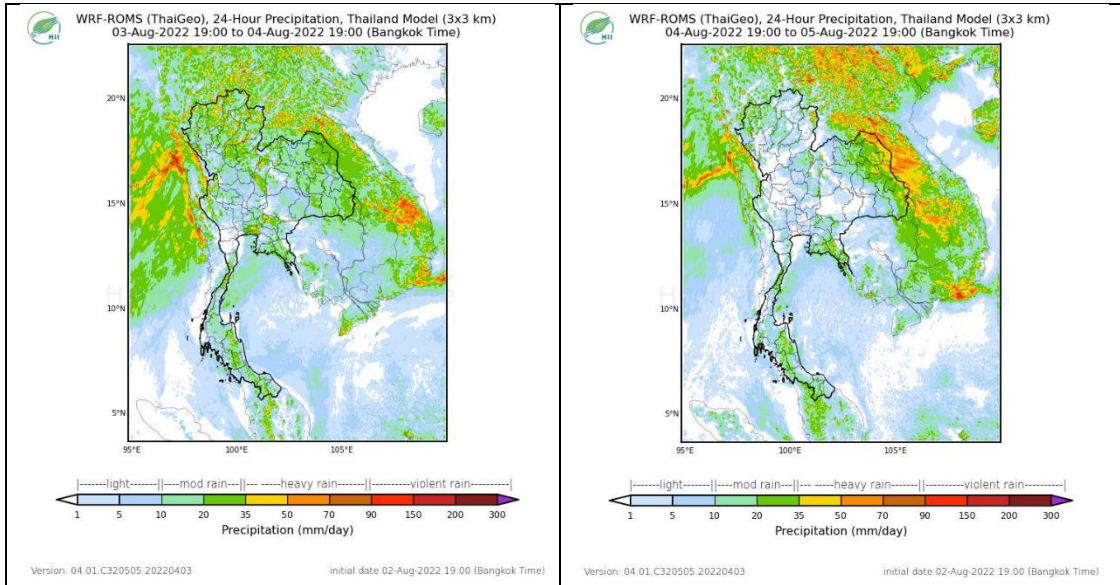 HII
WRF-ROMS (ThaiGeo), 24-Hour Precipitation, Thailand Model (3x3 km)
03-Aug-2022 19:00 to 04-Aug-2022 19:00 (Bangkok Time)
20°N
15°N
10°N
5°N
95°E 100°E 105°E
|------light------||----mod rain----||--- ----heavy rain ----||----------violent rain---------|
1 5 10 20 35 50 70 90 150 200 300
Precipitation (mm/day)
Version: 04.01.C320505.20220403 initial date 02-Aug-2022 19:00 (Bangkok Time)
HII
WRF-ROMS (ThaiGeo), 24-Hour Precipitation, Thailand Model (3x3 km)
04-Aug-2022 19:00 to 05-Aug-2022 19:00 (Bangkok Time)
20°N
15°N
10°N
5°N
95°E 100°E 105°E
|------light------||----mod rain----||--- ----heavy rain ----||----------violent rain---------|
1 5 10 20 35 50 70 90 150 200 300
Precipitation (mm/day)
Version: 04.01.C320505.20220403 initial date 02-Aug-2022 19:00 (Bangkok Time)